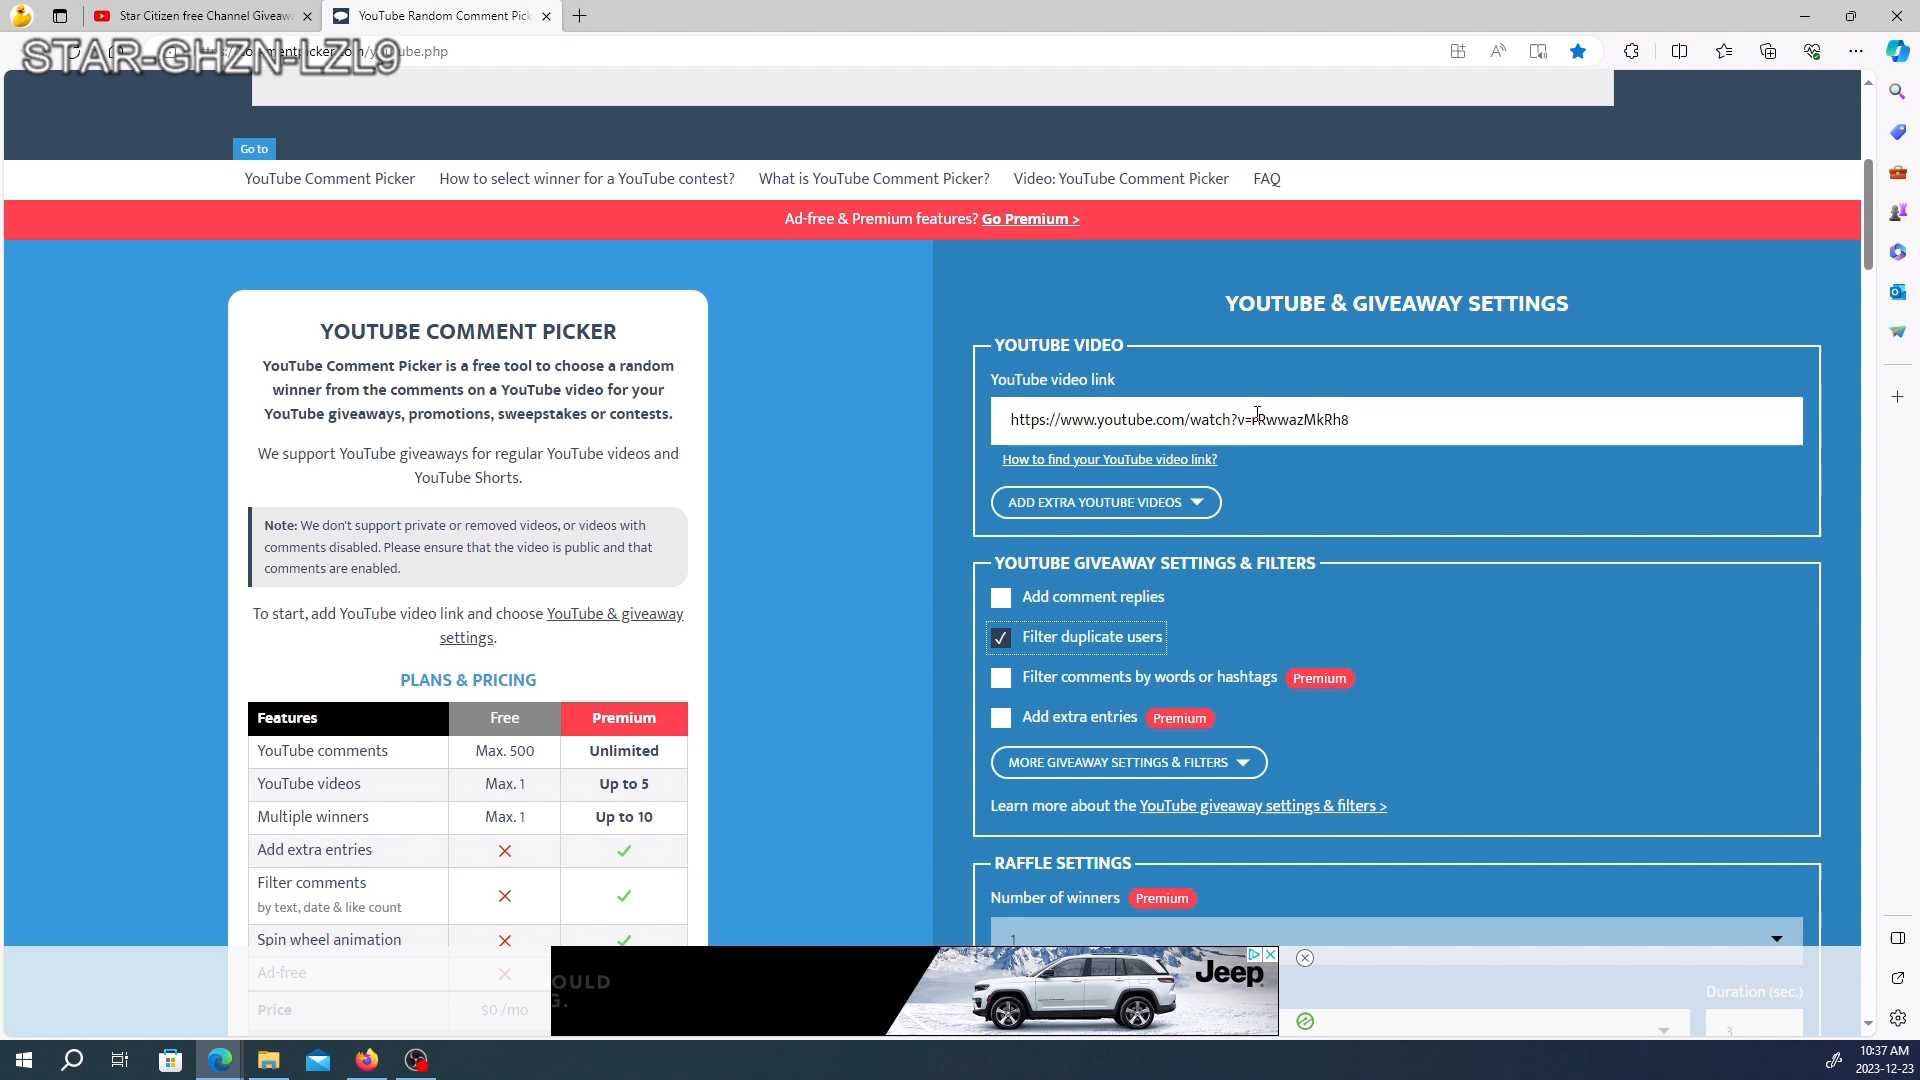 Star Citizen free Channel Giveaw
YouTube Random Comment Pick
STAR-GHZN-LZL9
Go to
YouTube Comment Picker
How to select winner for a YouTube contest?
What is YouTube Comment Picker?
Video: YouTube Comment Picker
FAQ
Ad-free & Premium features? Go Premium >
YOUTUBE COMMENT PICKER
YouTube Comment Picker is a free tool to choose a random
winner from the comments on a YouTube video for your
YouTube giveaways, promotions, sweepstakes or contests.
We support YouTube giveaways for regular YouTube videos and
YouTube Shorts.
Note: We don't support private or removed videos, or videos with
comments disabled. Please ensure that the video is public and that
comments are enabled.
To start, add YouTube video link and choose YouTube & giveaway
settings.
PLANS & PRICING
Features Free Premium
YouTube comments Max. 500 Unlimited
YouTube videos Max. 1 Up to 5
Multiple winners Max. 1 Up to 10
Add extra entries
Filter comments
by text, date & like count
Spin wheel animation
Ad-free
Price $0 /mo
YOUTUBE & GIVEAWAY SETTINGS
YOUTUBE VIDEO
YouTube video link
https://www.youtube.com/watch?v=rRwwazMkRh8
How to find your YouTube video link?
ADD EXTRA YOUTUBE VIDEOS
YOUTUBE GIVEAWAY SETTINGS & FILTERS
Add comment replies
Filter duplicate users
Filter comments by words or hashtags Premium
Add extra entries Premium
MORE GIVEAWAY SETTINGS & FILTERS
Learn more about the YouTube giveaway settings & filters >
RAFFLE SETTINGS
Number of winners Premium
1
Duration (sec.)
3
OULD
G.
Jeep
10:37 AM
2023-12-23